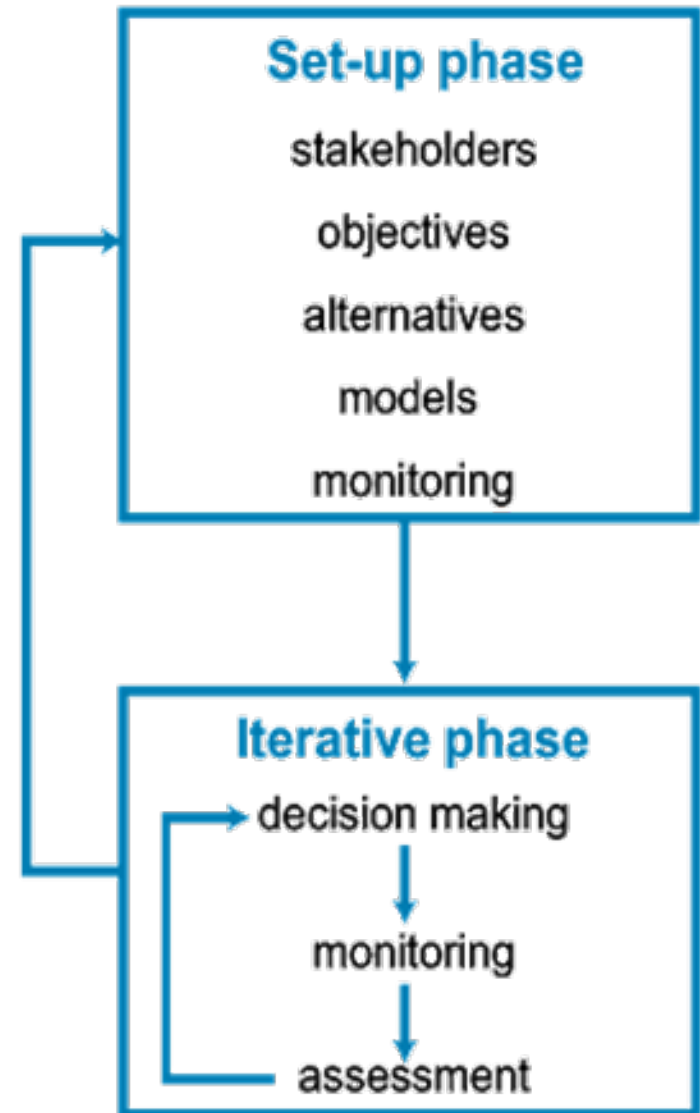 Set-up phase
stakeholders
objectives
alternatives
models
monitoring
Iterative phase
decision making
monitoring
assessment